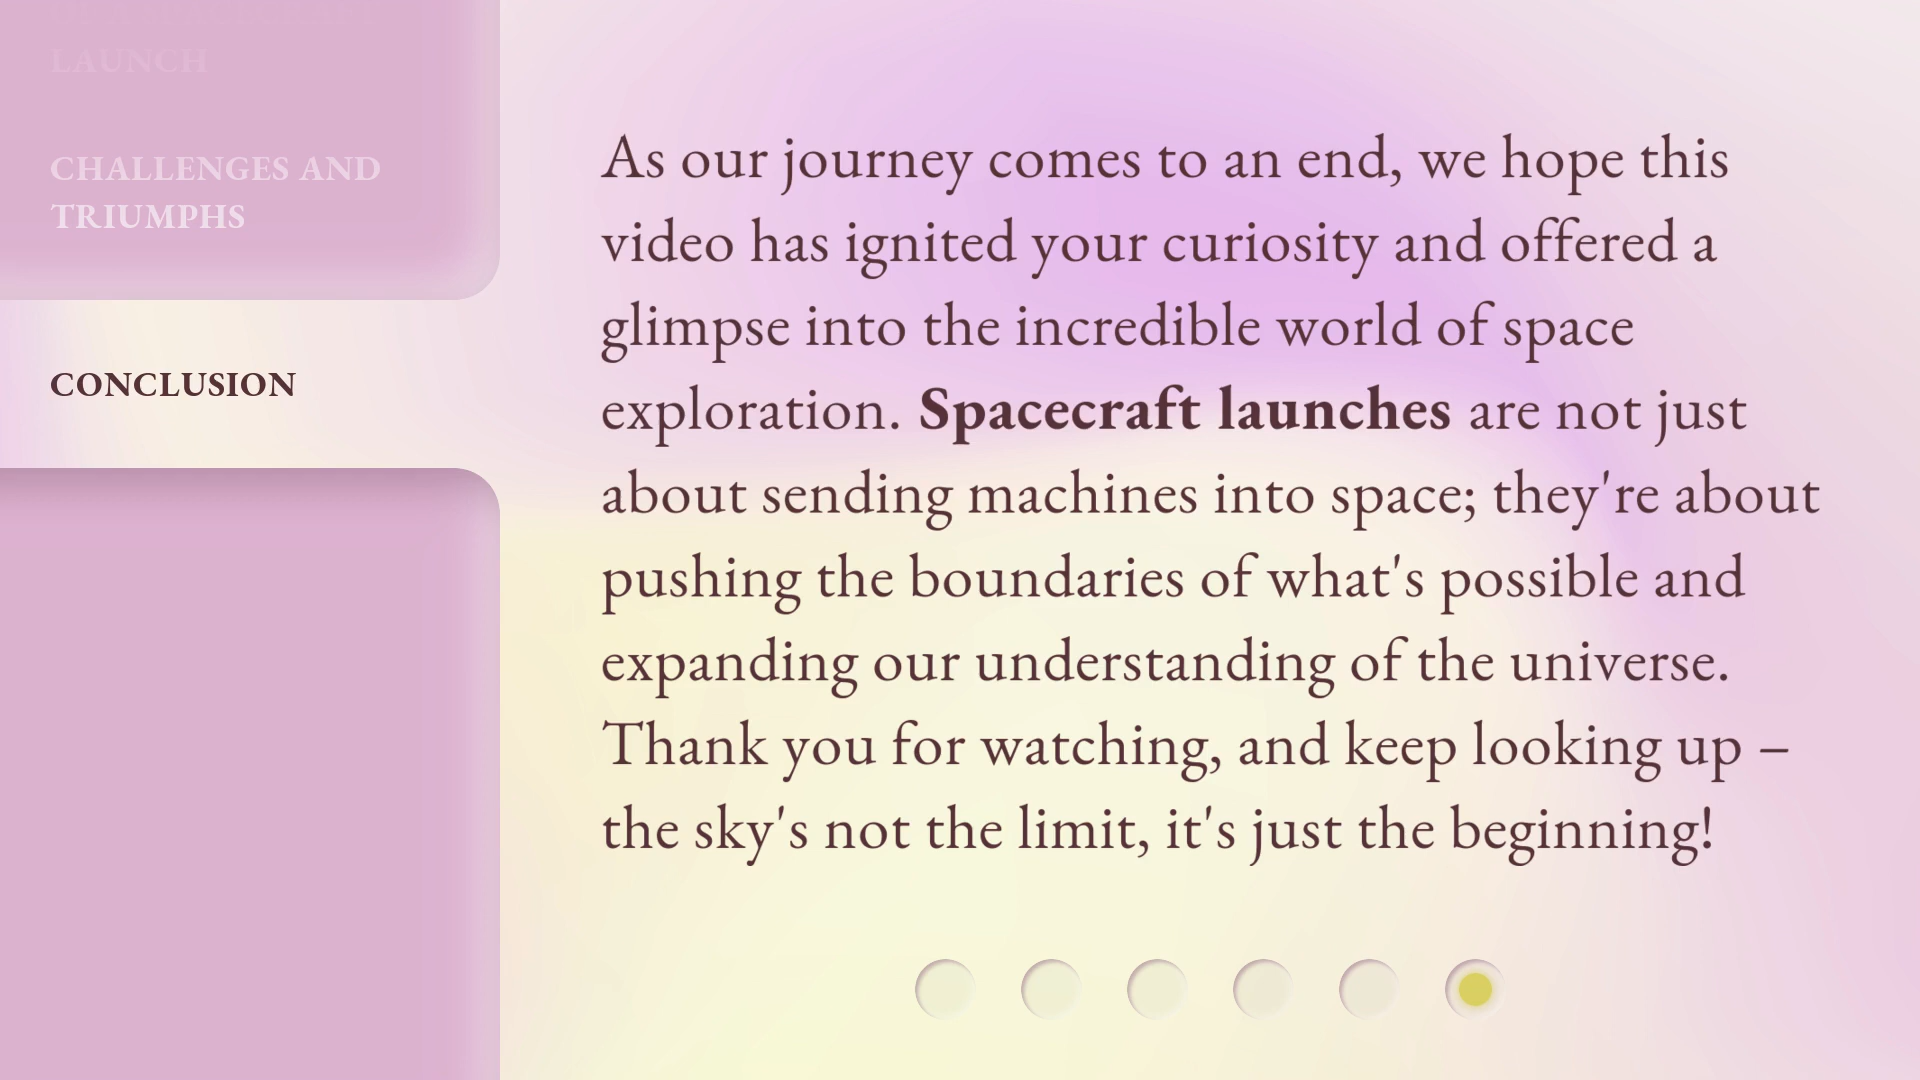 LAUNCH
CHALLENGES AND
TRIUMPHS
CONCLUSION
As our journey comes to an end, we hope this
video has ignited your curiosity and offered a
glimpse into the incredible world of space
exploration. Spacecraft launches are not just
about sending machines into space; they're about
pushing the boundaries of what's possible and
expanding our understanding of the universe.
Thank you for watching, and keep looking up –
the sky's not the limit, it's just the beginning!